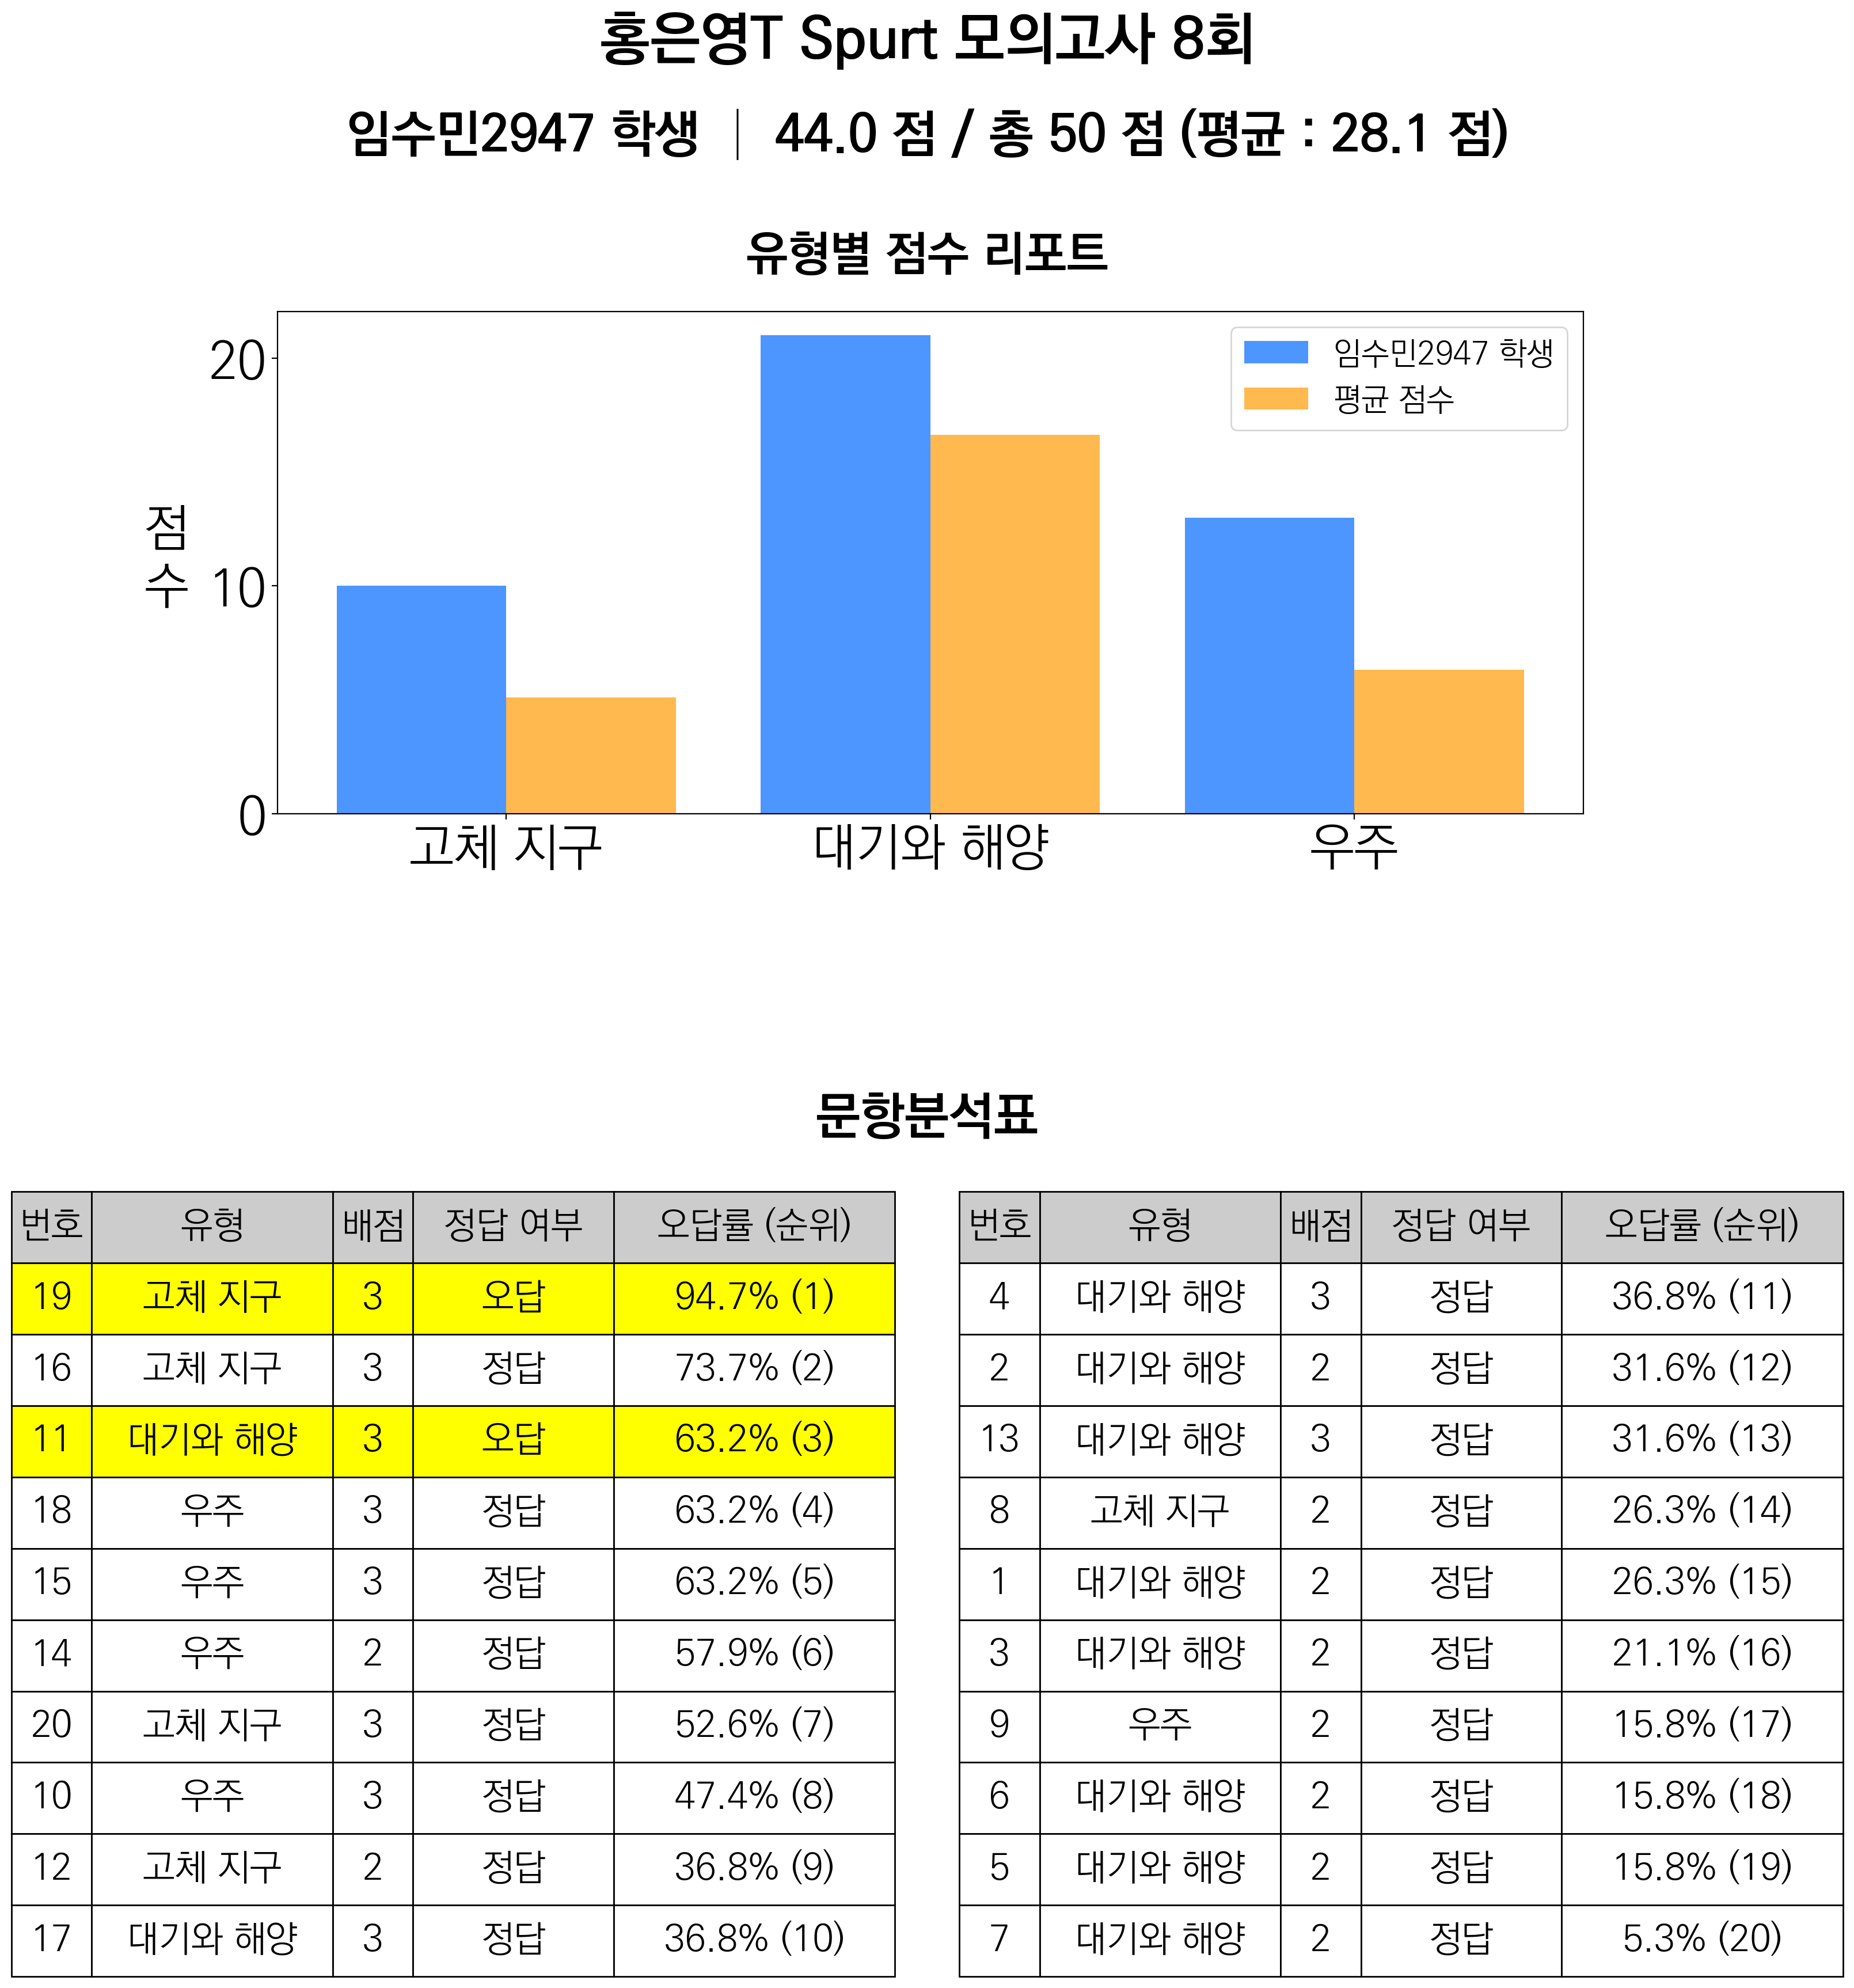 홍은영T Spurt 모의고사 8회
임수민2947 학생 │ 44.0 점 / 총 50 점 (평균 : 28.1 점)
유형별 점수 리포트
임수민2947 학생
평균 점수
점
수
20
10
0
고체 지구 대기와 해양 우주
문항분석표
번호 유형 배점 정답 여부 오답률 (순위)
19 고체 지구 3 오답 94.7% (1)
16 고체 지구 3 정답 73.7% (2)
11 대기와 해양 3 오답 63.2% (3)
18 우주 3 정답 63.2% (4)
15 우주 3 정답 63.2% (5)
14 우주 2 정답 57.9% (6)
20 고체 지구 3 정답 52.6% (7)
10 우주 3 정답 47.4% (8)
12 고체 지구 2 정답 36.8% (9)
17 대기와 해양 3 정답 36.8% (10)
번호 유형 배점 정답 여부 오답률 (순위)
4 대기와 해양 3 정답 36.8% (11)
2 대기와 해양 2 정답 31.6% (12)
13 대기와 해양 3 정답 31.6% (13)
8 고체 지구 2 정답 26.3% (14)
1 대기와 해양 2 정답 26.3% (15)
3 대기와 해양 2 정답 21.1% (16)
9 우주 2 정답 15.8% (17)
6 대기와 해양 2 정답 15.8% (18)
5 대기와 해양 2 정답 15.8% (19)
7 대기와 해양 2 정답 5.3% (20)